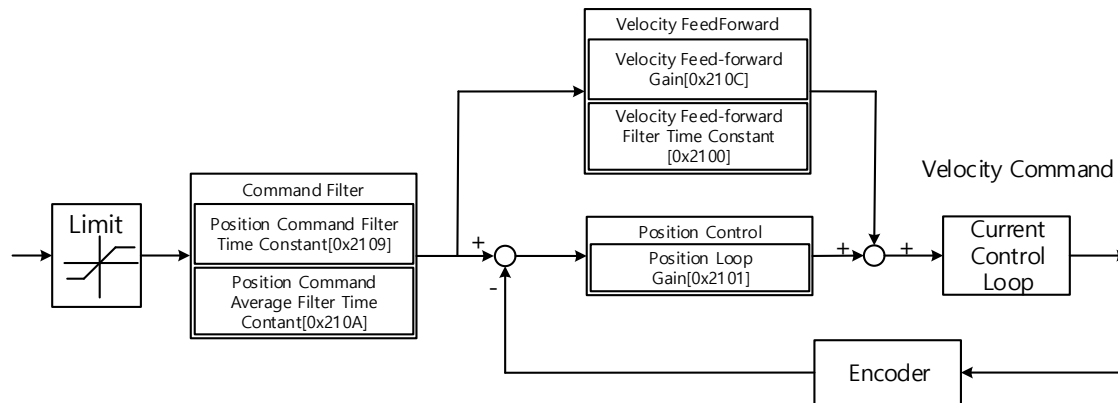 Velocity FeedForward
Velocity Feed-forward
Gain[0x210C]
Velocity Feed-forward
Filter Time Constant
[0x2100]
Velocity Command
Command Filter
Limit
Position Command Filter
Time Constant[0x2109]
Position Command
Average Filter Time
Contant[0x210A]
+
-
Position Control
Position Loop
Gain[0x2101]
+
+
Current
Control
Loop
Encoder